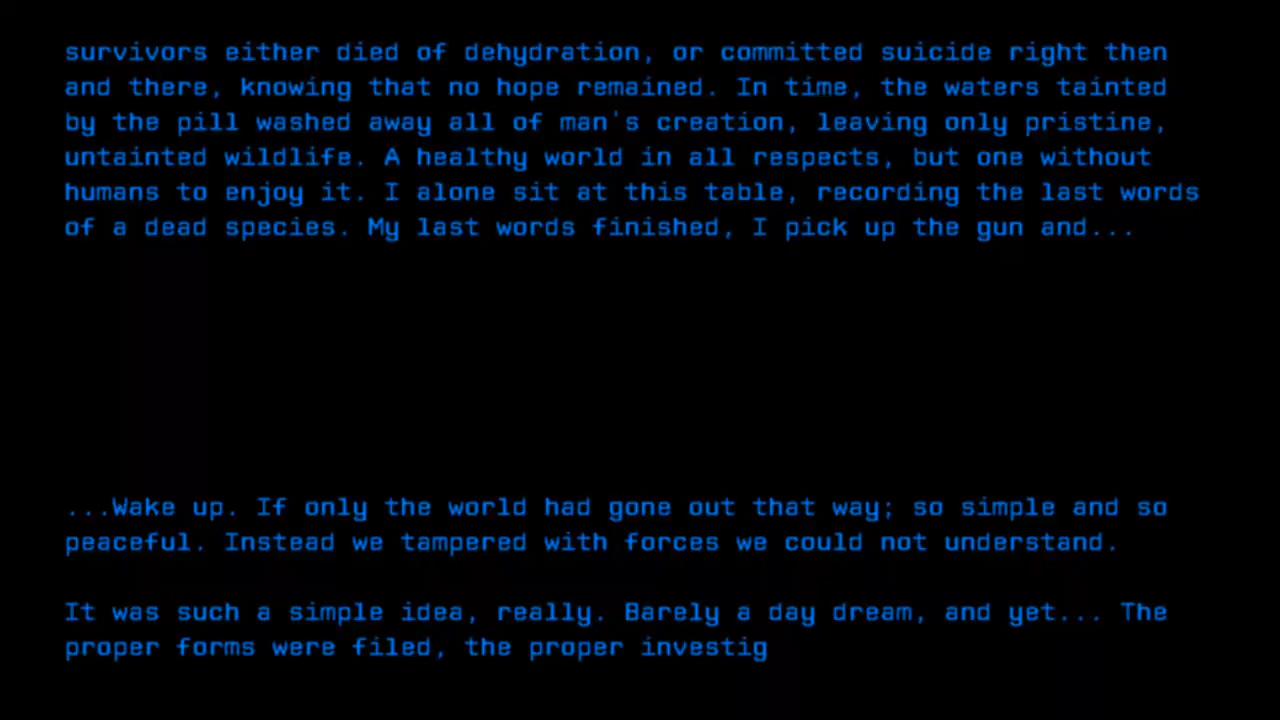 survivors either died of dehydration, or committed suicide right then
and there, knowing that no hope remained. In time, the waters tainted
by the pill washed away all of man's creation, leaving only pristine,
untainted wildlife. A healthy world in all respects, but one without
humans to enjoy it. I alone sit at this table, recording the last words
of a dead species. My last words finished, I pick up the gun and...
...Wake up. If only the world had gone out that way; so simple and so
peaceful. Instead we tampered with forces we could not understand.
It was such a simple idea, really. Barely a day dream, and yet... The
proper forms were filed, the proper investig